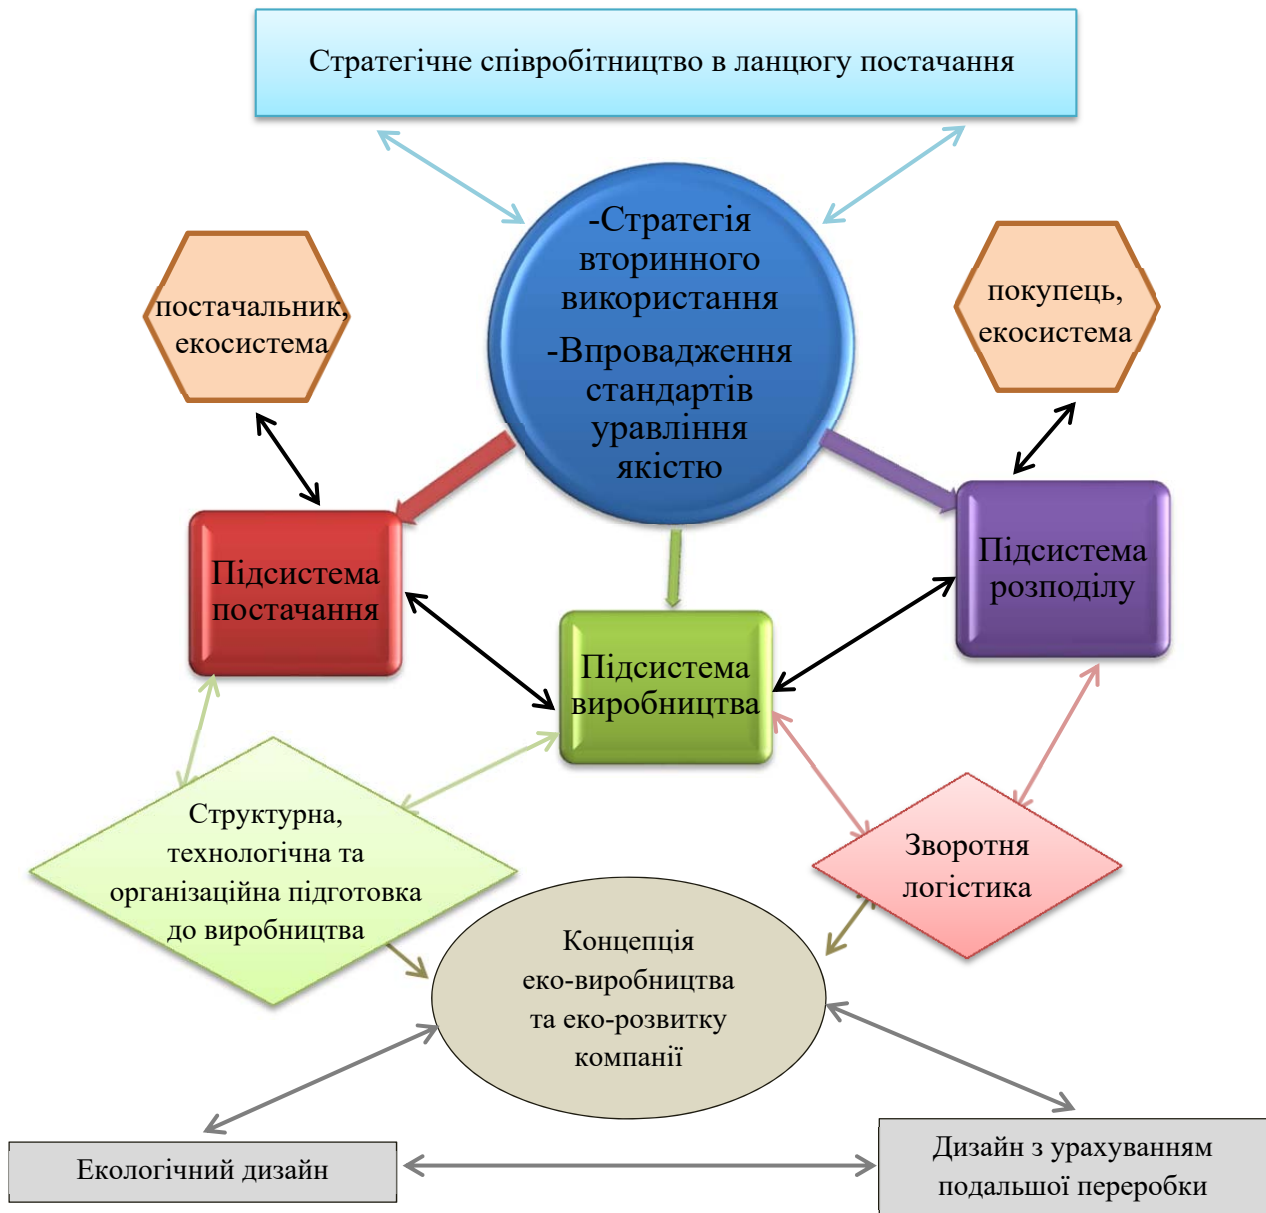 Стратегічне співробітництво в ланцюгу постачання
-Стратегія
вторинного
використання
-Впровадження
стандартів
уравління
якістю
постачальник,
екосистема
покупець,
екосистема
Підсистема
постачання
Підсистема
виробництва
Підсистема
розподілу
Структурна,
технологічна та
організаційна підготовка
до виробництва
Зворотня
логістика
Концепція
еко-виробництва
та еко-розвитку
компанії
Екологічний дизайн
Дизайн з урахуванням
подальшої переробки